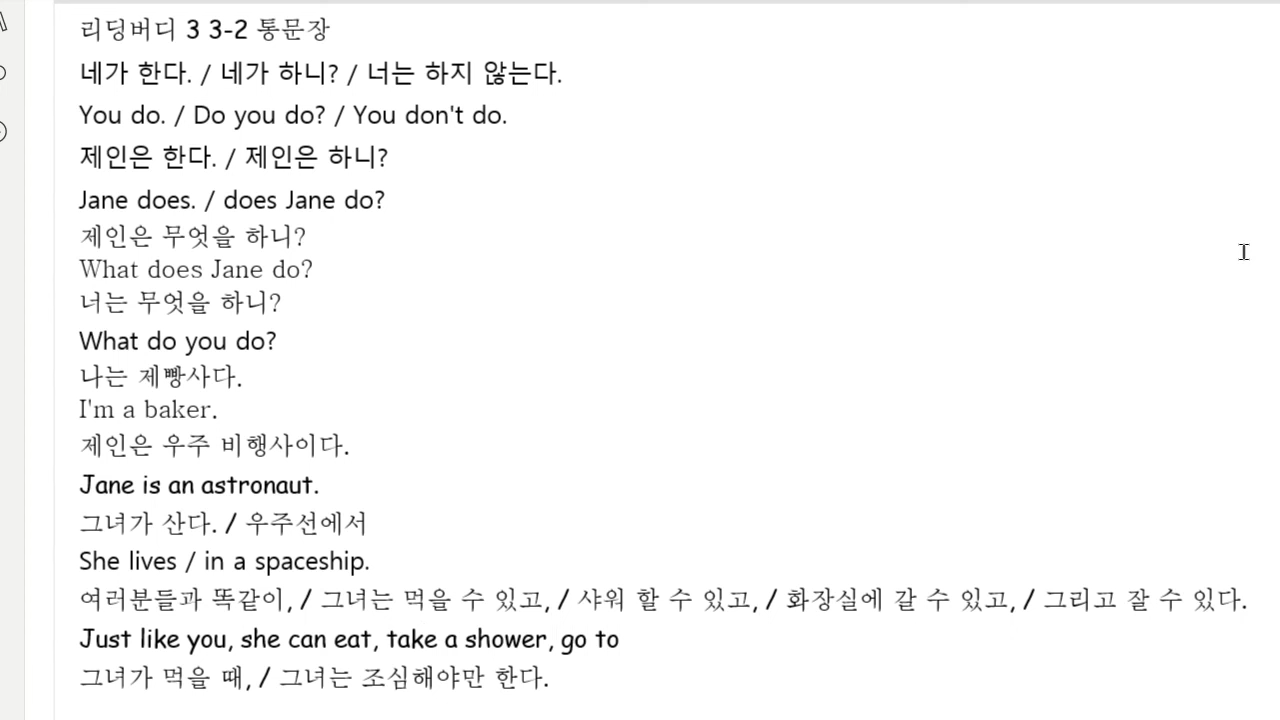 리딩버디 3 3-2 통문장
네가 한다. / 네가 하니? / 너는 하지 않는다.
You do. / Do you do? / You don't do.
제인은 한다. / 제인은 하니?
Jane does. / does Jane do?
제인은 무엇을 하니?
What does Jane do?
너는 무엇을 하니?
What do you do?
나는 제빵사다.
I'm a baker.
제인은 우주 비행사이다.
Jane is an astronaut.
그녀가 산다. / 우주선에서
She lives / in a spaceship.
여러분들과 똑같이, / 그녀는 먹을 수 있고, / 샤워 할 수 있고, / 화장실에 갈 수 있고, / 그리고 잘 수 있다.
Just like you, she can eat, take a shower, go to
그녀가 먹을 때, / 그녀는 조심해야만 한다.